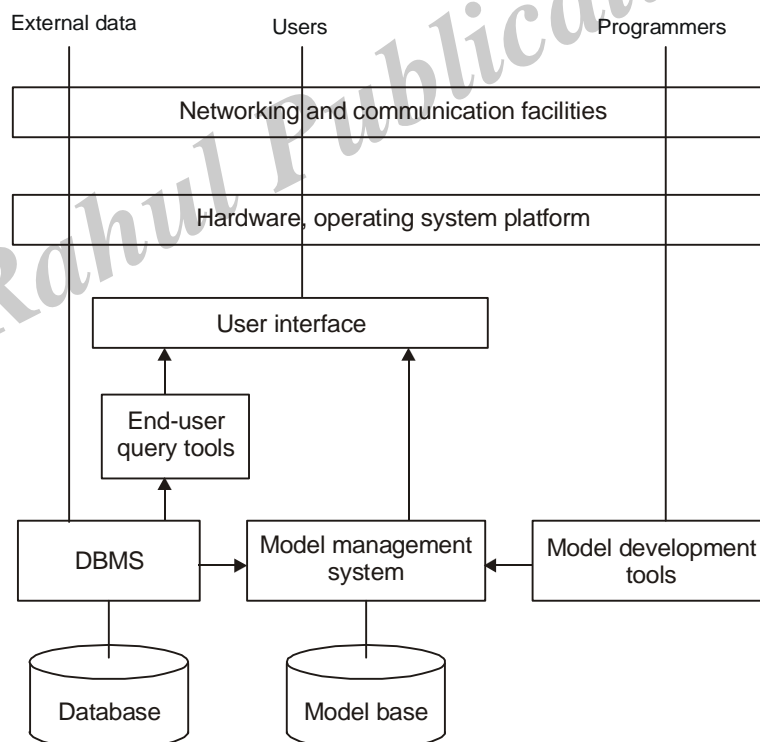 External data
Users
Programmers
Rahul Publicat
Networking and communication facilities
Hardware, operating system platform
User interface
End-user
query tools
DBMS
Model management
system
Model development
tools
Database
Model base